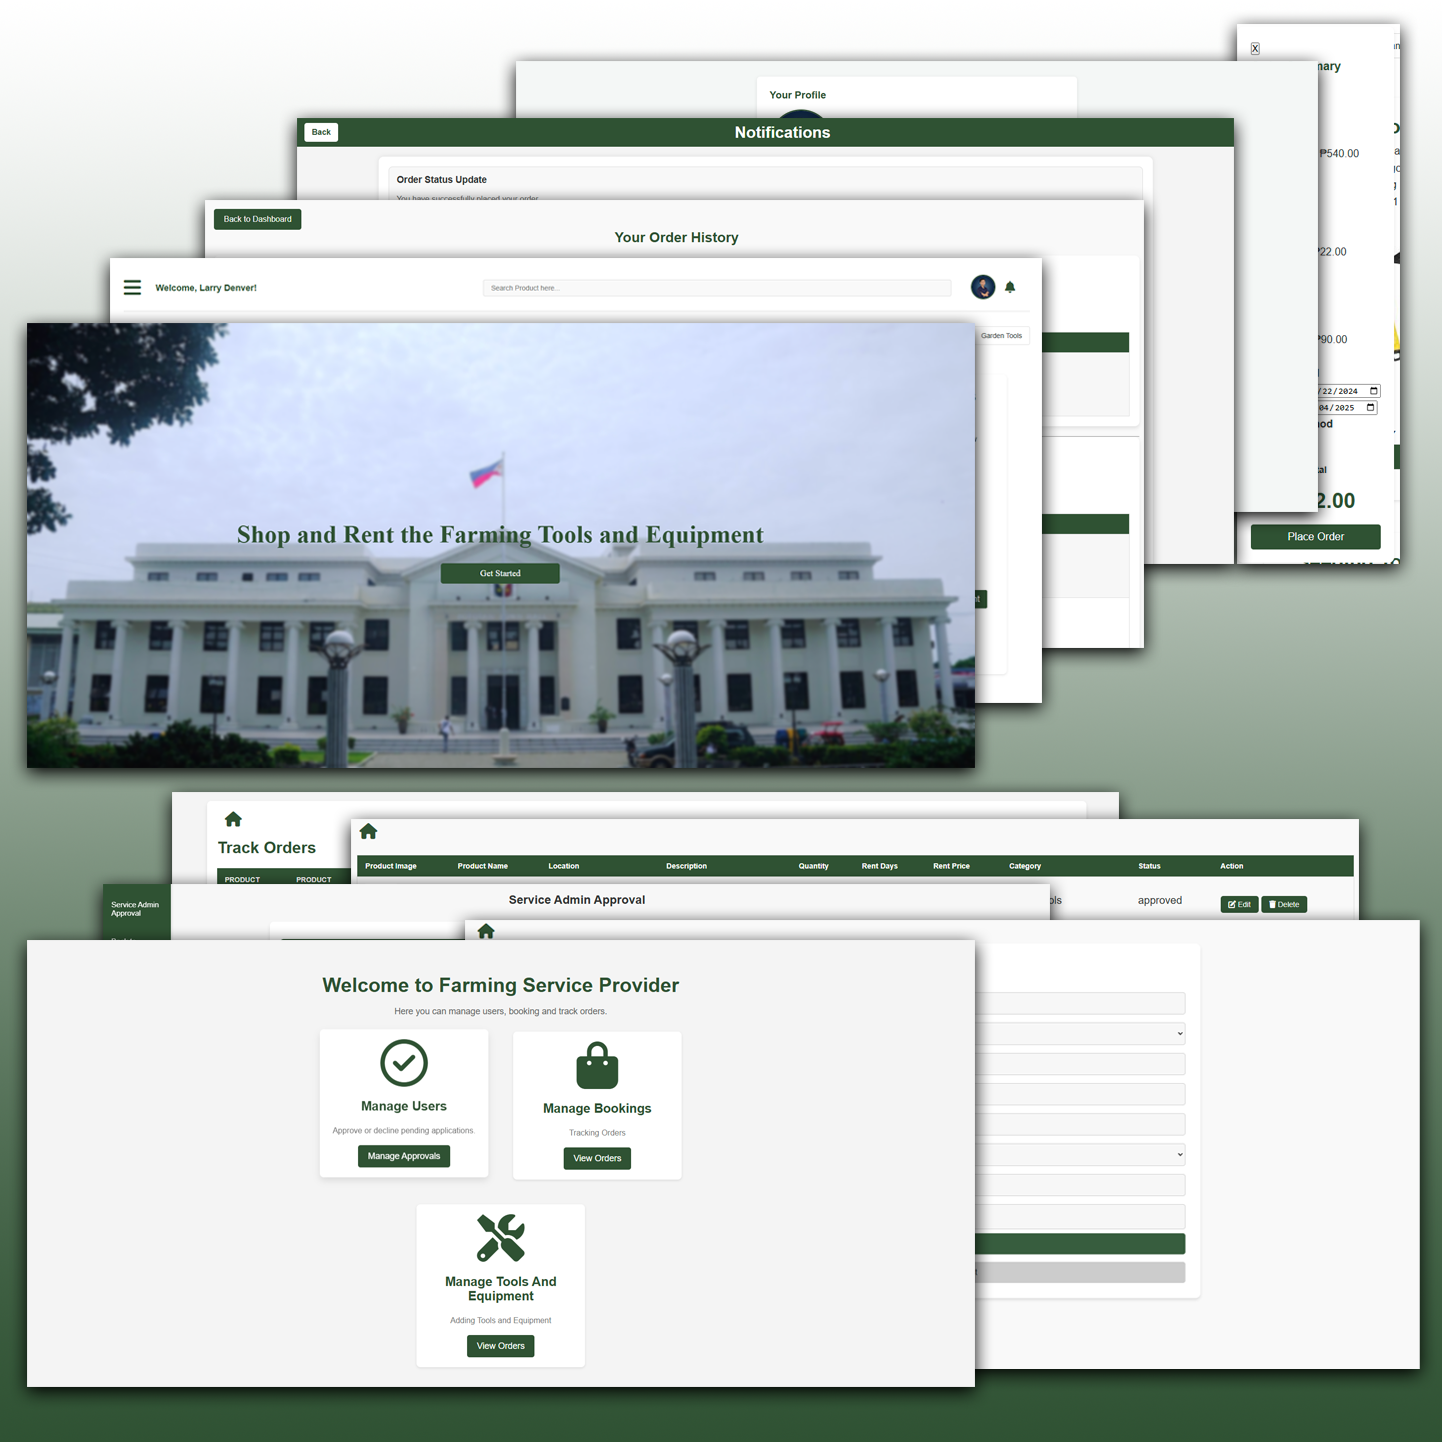 X
mary
Your Profile
Back
Notifications
₱540.00
Order Status Update
You have successfully placed your order
Back to Dashboard
Your Order History
₱22.00
Welcome, Larry Denver!
Search Product here...
Garden Tools
₱90.00
/22/2024
04/2025
od
tal
2.00
Place Order
Shop and Rent the Farming Tools and Equipment
Get Started
Track Orders
PRODUCT PRODUCT
Product Image Product Name Location Description Quantity Rent Days Rent Price Category Status Action
ols approved Edit Delete
Service Admin
Approval
Service Admin Approval
Welcome to Farming Service Provider
Here you can manage users, booking and track orders.
Manage Users
Approve or decline pending applications.
Manage Approvals
Manage Bookings
Tracking Orders
View Orders
Manage Tools And
Equipment
Adding Tools and Equipment
View Orders